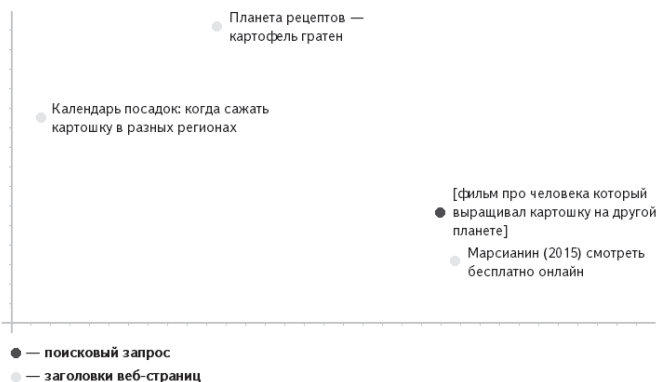 Планета рецептов —
картофель гратен
Календарь посадок: когда сажать
картошку в разных регионах
[фильм про человека который
выращивал картошку на другой
планете]
Марсианин (2015) смотреть
бесплатно онлайн
— поисковый запрос
— заголовки веб-страниц